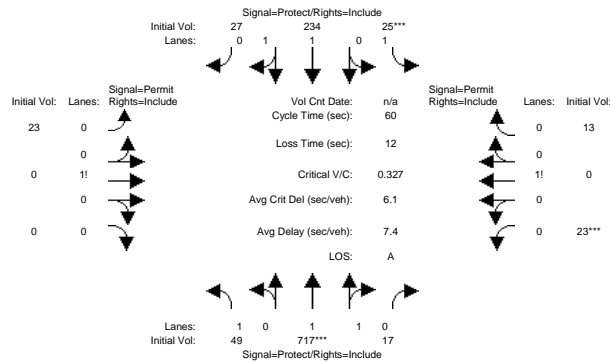 Signal=Protect/Rights=Include
Initial Vol: 27 234 25***
Lanes: 0 1 1 0 1
Signal=Permit
Initial Vol: Lanes: Rights=Include
Vol Cnt Date: n/a
Signal=Permit
Rights=Include Lanes: Initial Vol:
Cycle Time (sec): 60
23 0 0 13
Loss Time (sec): 12
0 0
0 1! Critical V/C: 0.327 1! 0
0 Avg Crit Del (sec/veh): 6.1 0
0 0 Avg Delay (sec/veh): 7.4 0 23***
LOS: A
Lanes: 1 0 1 1 0
Initial Vol: 49 717*** 17
Signal=Protect/Rights=Include